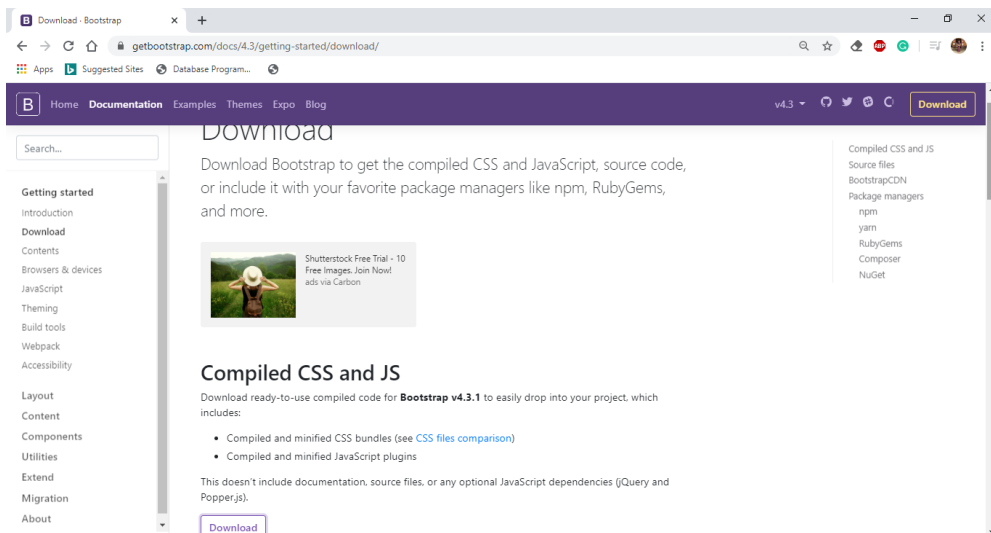 Download · Bootstrap
getbootstrap.com/docs/4.3/getting-started/download/
ABP
G
Apps
Suggested Sites
Database Program...
B
Home
Documentation
Examples
Themes
Expo
Blog
v4.3
Download
Search...
Getting started
Introduction
Download
Contents
Browsers & devices
JavaScript
Theming
Build tools
Webpack
Accessibility
Layout
Content
Components
Utilities
Extend
Migration
About
Download
Download Bootstrap to get the compiled CSS and JavaScript, source code,
or include it with your favorite package managers like npm, RubyGems,
and more.
Shutterstock Free Trial - 10
Free Images. Join Now!
ads via Carbon
Compiled CSS and JS
Download ready-to-use compiled code for Bootstrap v4.3.1 to easily drop into your project, which
includes:
Compiled and minified CSS bundles (see CSS files comparison)
Compiled and minified JavaScript plugins
This doesn't include documentation, source files, or any optional JavaScript dependencies (jQuery and
Popper.js).
Download
Compiled CSS and JS
Source files
BootstrapCDN
Package managers
npm
yarn
RubyGems
Composer
NuGet